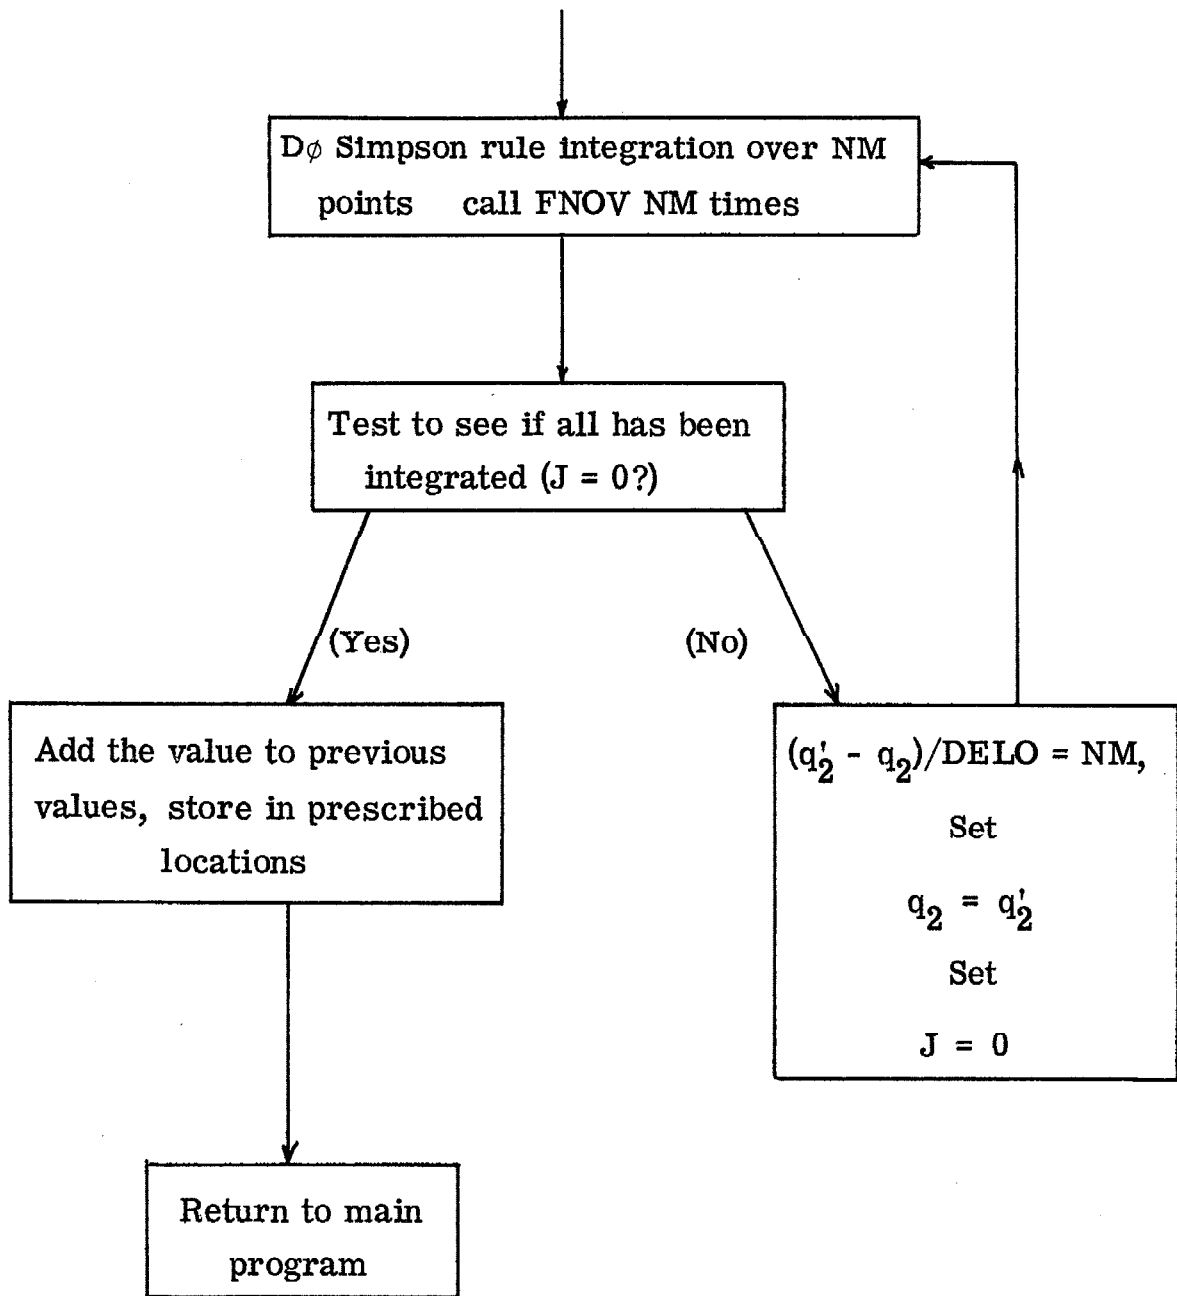 Dø Simpson rule integration over NM
points call FNOV NM times
Test to see if all has been
integrated (J = 0?)
(Yes)
(No)
Add the value to previous
values, store in prescribed
locations
(q₂' - q₂)/DELO = NM,
Set
q₂ = q₂'
Set
J = 0
Return to main
program